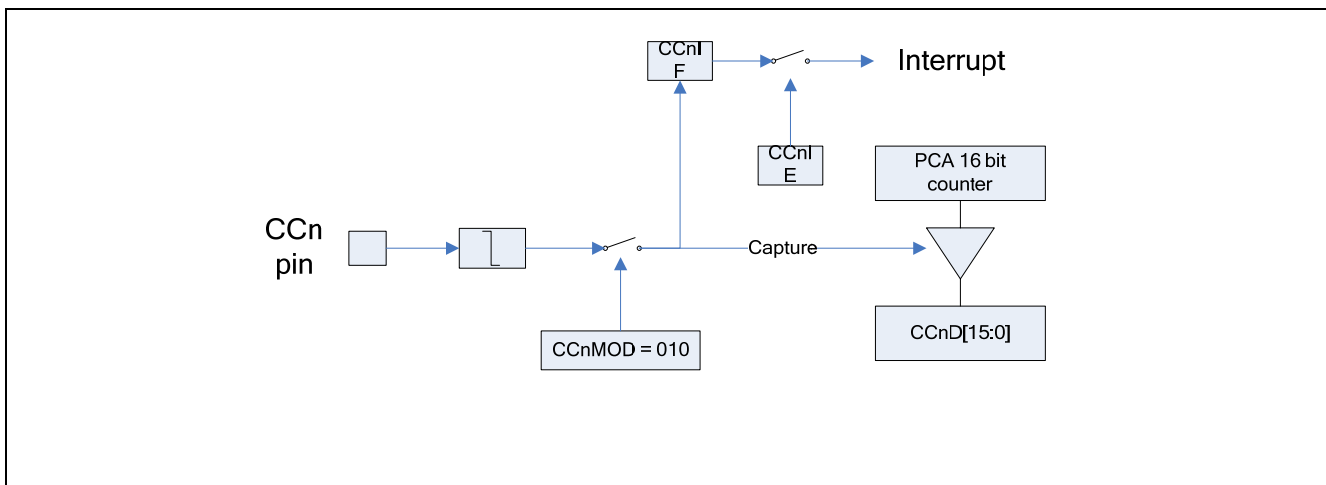 CCnI
F
Interrupt
CCnI
E
PCA 16 bit
counter
CCn
pin
Capture
CCnMOD = 010
CCnD[15:0]